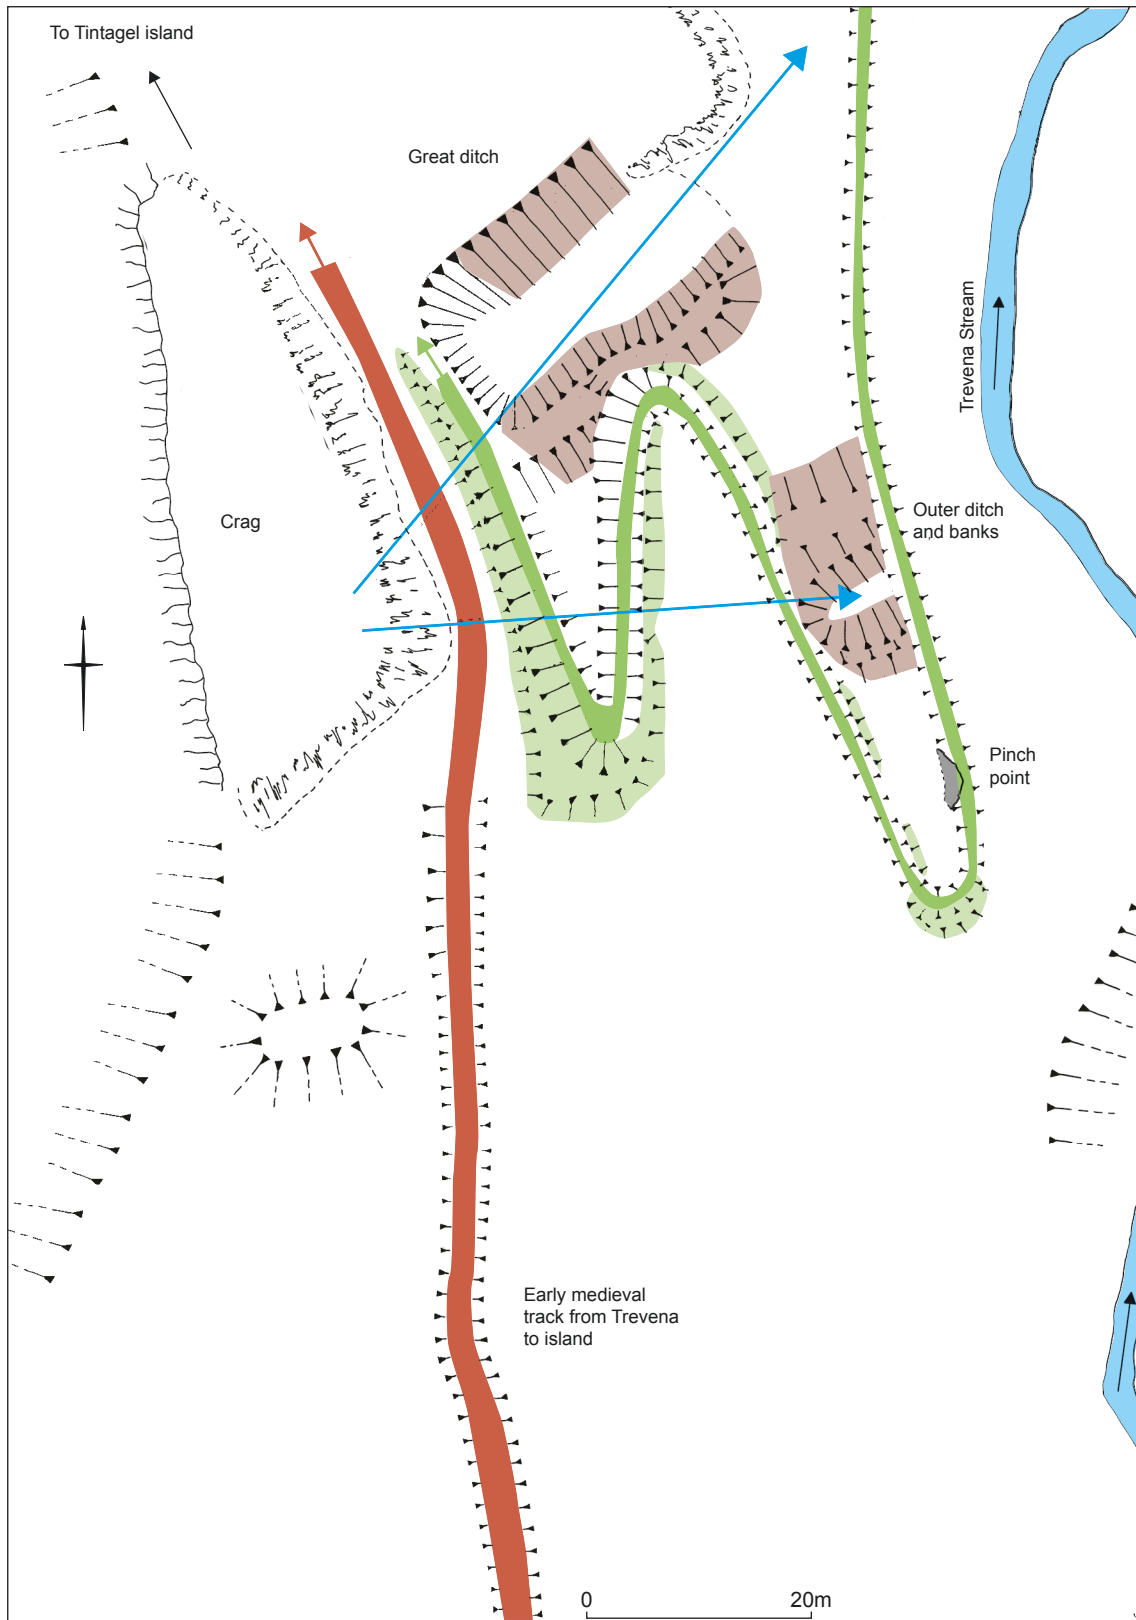 To Tintagel island
Great ditch
Trevena Stream
Crag
Outer ditch
and banks
Pinch
point
Early medieval
track from Trevena
to island
0
20m